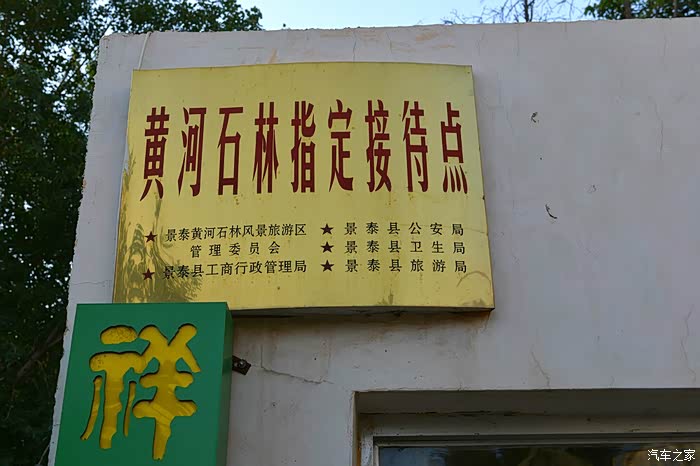 黄河石林指定接待点
★ 景泰黄河石林风景旅游区
管理委员会
★ 景泰县工商行政管理局
★ 景泰县公安局
★ 景泰县卫生局
★ 景泰县旅游局
祥
汽车之家